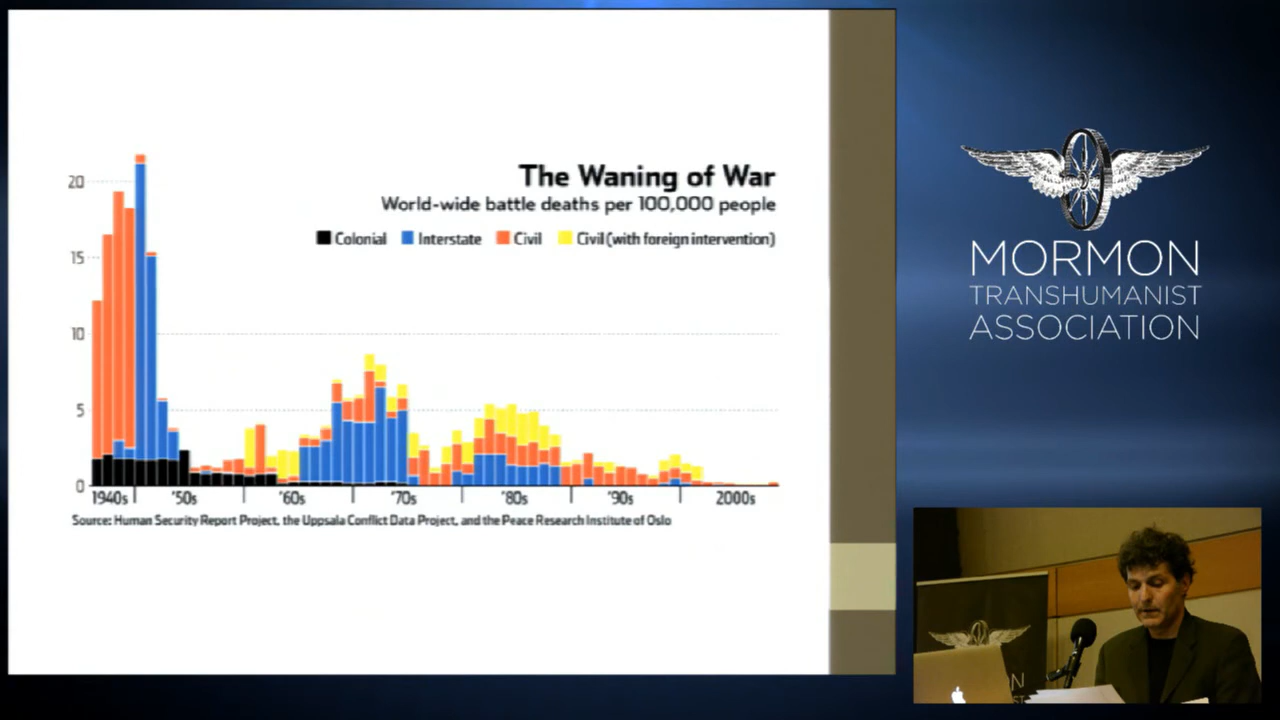 The Waning of War
World-wide battle deaths per 100,000 people
Colonial Interstate Civil Civil (with foreign intervention)
20
15
10
5
0
1940s '50s '60s '70s '80s '90s 2000s
Source: Human Security Report Project, the Uppsala Conflict Data Project, and the Peace Research Institute of Oslo
MORMON
TRANSHUMANIST
ASSOCIATION